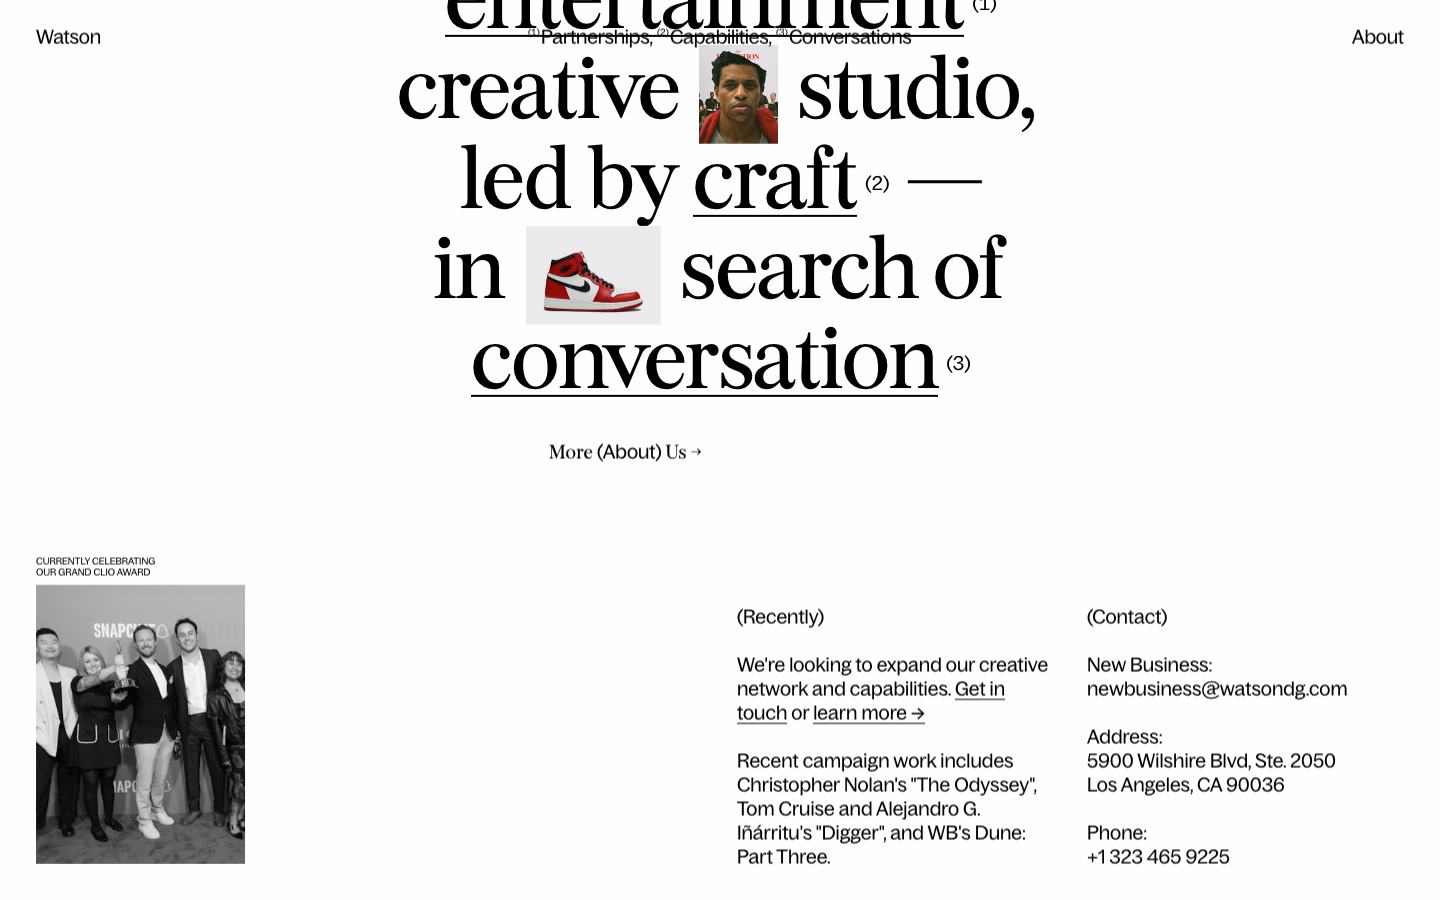 entertainment (1)
Watson
(1)Partnerships, (2)Capabilities, (3)Conversations
About
creative studio,
led by craft (2) —
in search of
conversation (3)
More (About) Us →
CURRENTLY CELEBRATING
OUR GRAND CLIO AWARD
SNAPCHAT
NETFL
(Recently)
We're looking to expand our creative
network and capabilities. Get in
touch or learn more →
Recent campaign work includes
Christopher Nolan's "The Odyssey",
Tom Cruise and Alejandro G.
Iñárritu's "Digger", and WB's Dune:
Part Three.
(Contact)
New Business:
newbusiness@watsondg.com
Address:
5900 Wilshire Blvd, Ste. 2050
Los Angeles, CA 90036
Phone:
+1 323 465 9225